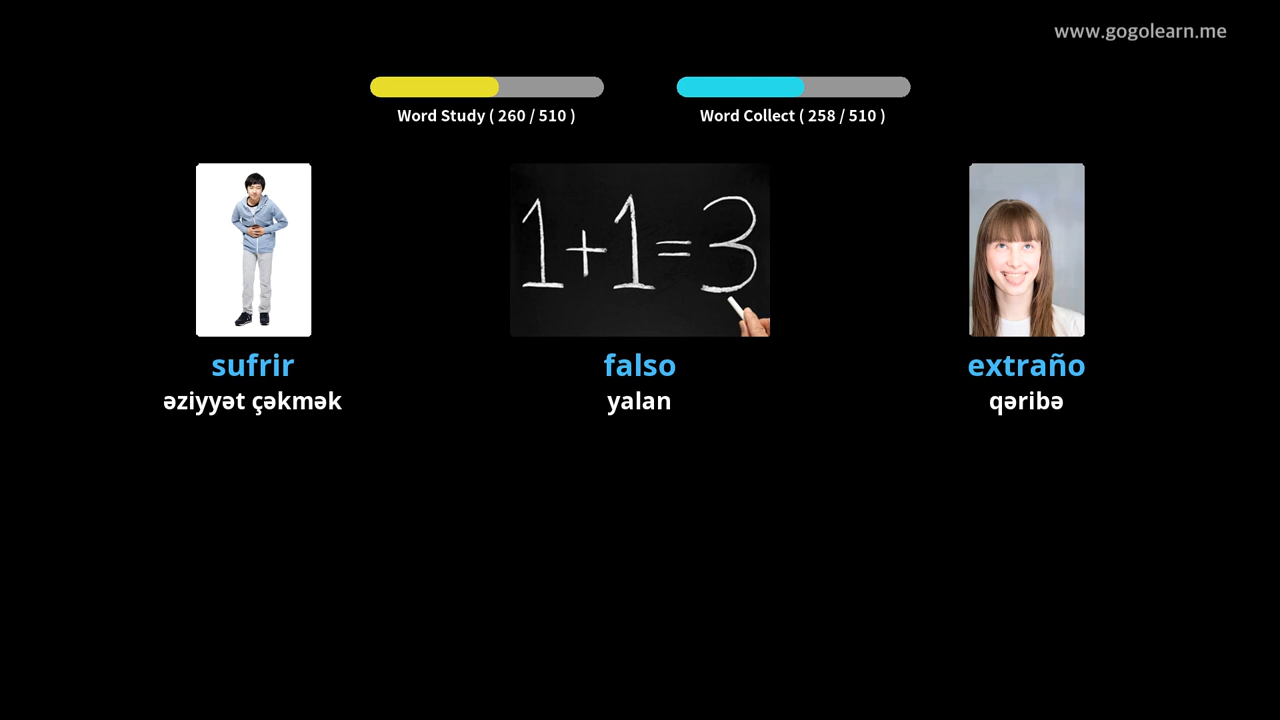 www.gogolearn.me
Word Study ( 260 / 510 )
Word Collect ( 258 / 510 )
1+1=3
sufrir
falso
extraño
əziyyət çəkmək
yalan
qəribə